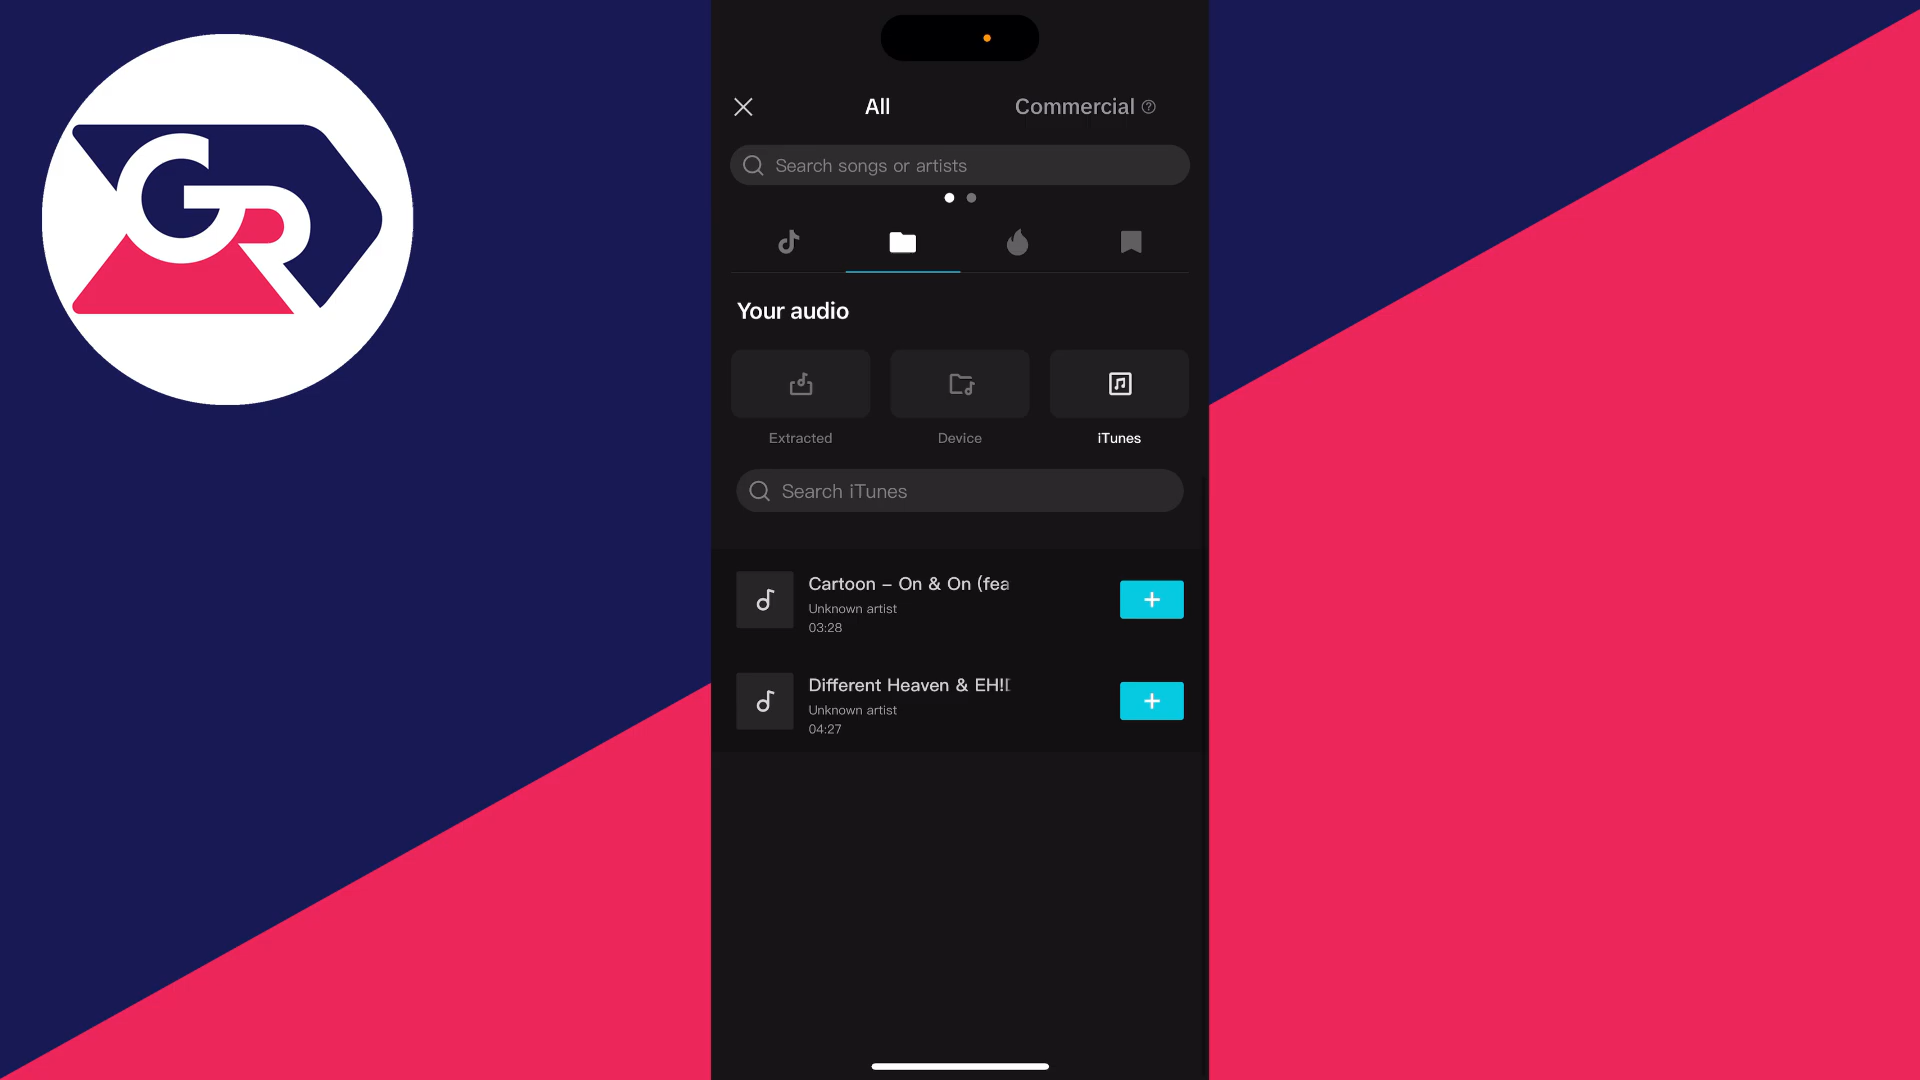 GR
All
Commercial
Search songs or artists
Your audio
Extracted
Device
iTunes
Search iTunes
Cartoon – On & On (fea
Unknown artist
03:28
Different Heaven & EH!
Unknown artist
04:27